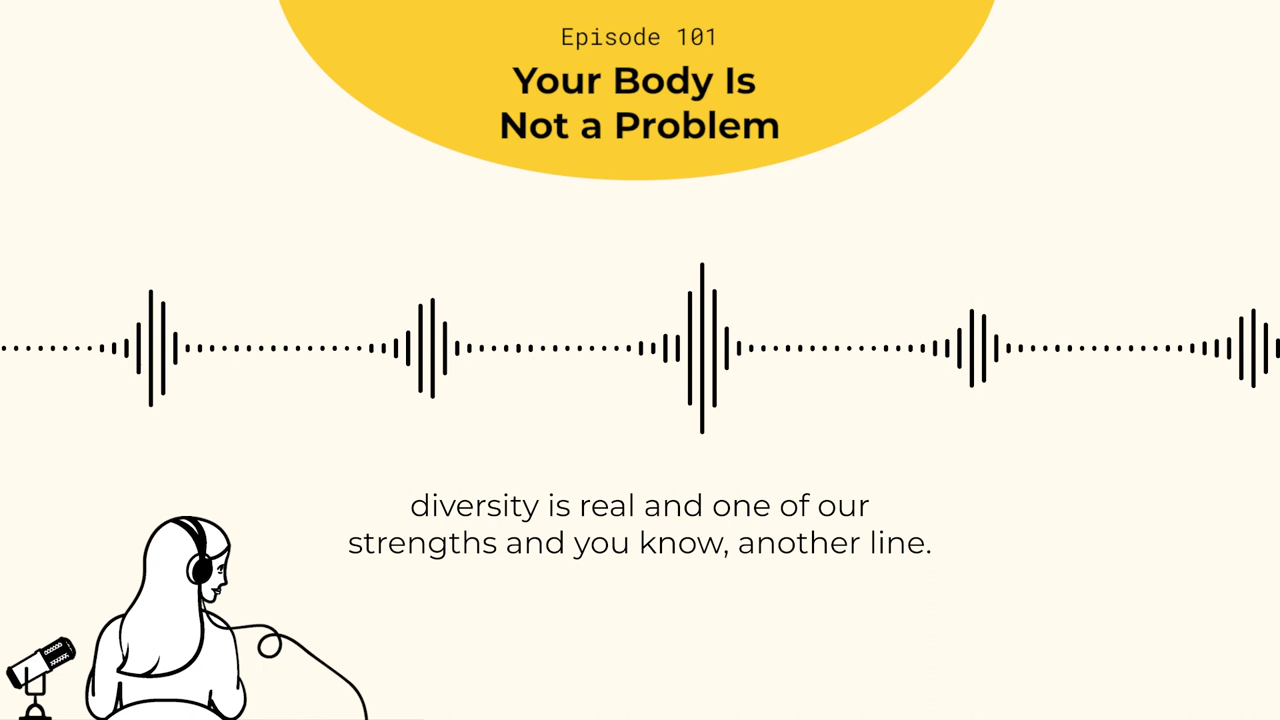 Episode 101
Your Body Is
Not a Problem
diversity is real and one of our
strengths and you know, another line.